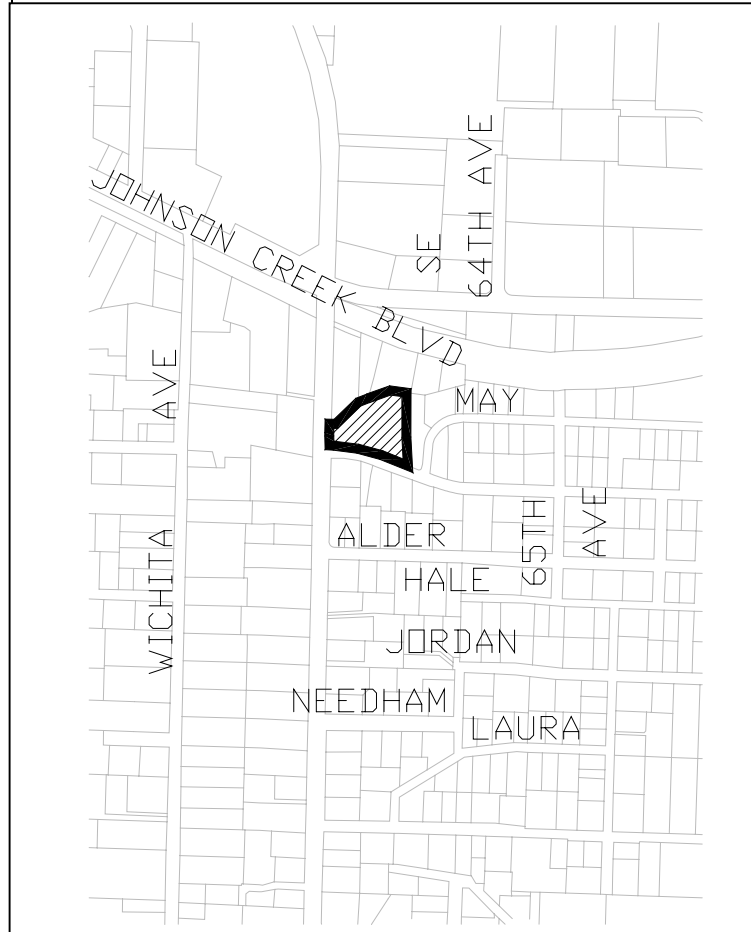 JOHNSON CREEK BLVD
SE
64TH AVE
WICHITA AVE
MAY
65TH AVE
ALDER
HALE
JORDAN
NEEDHAM
LAURA